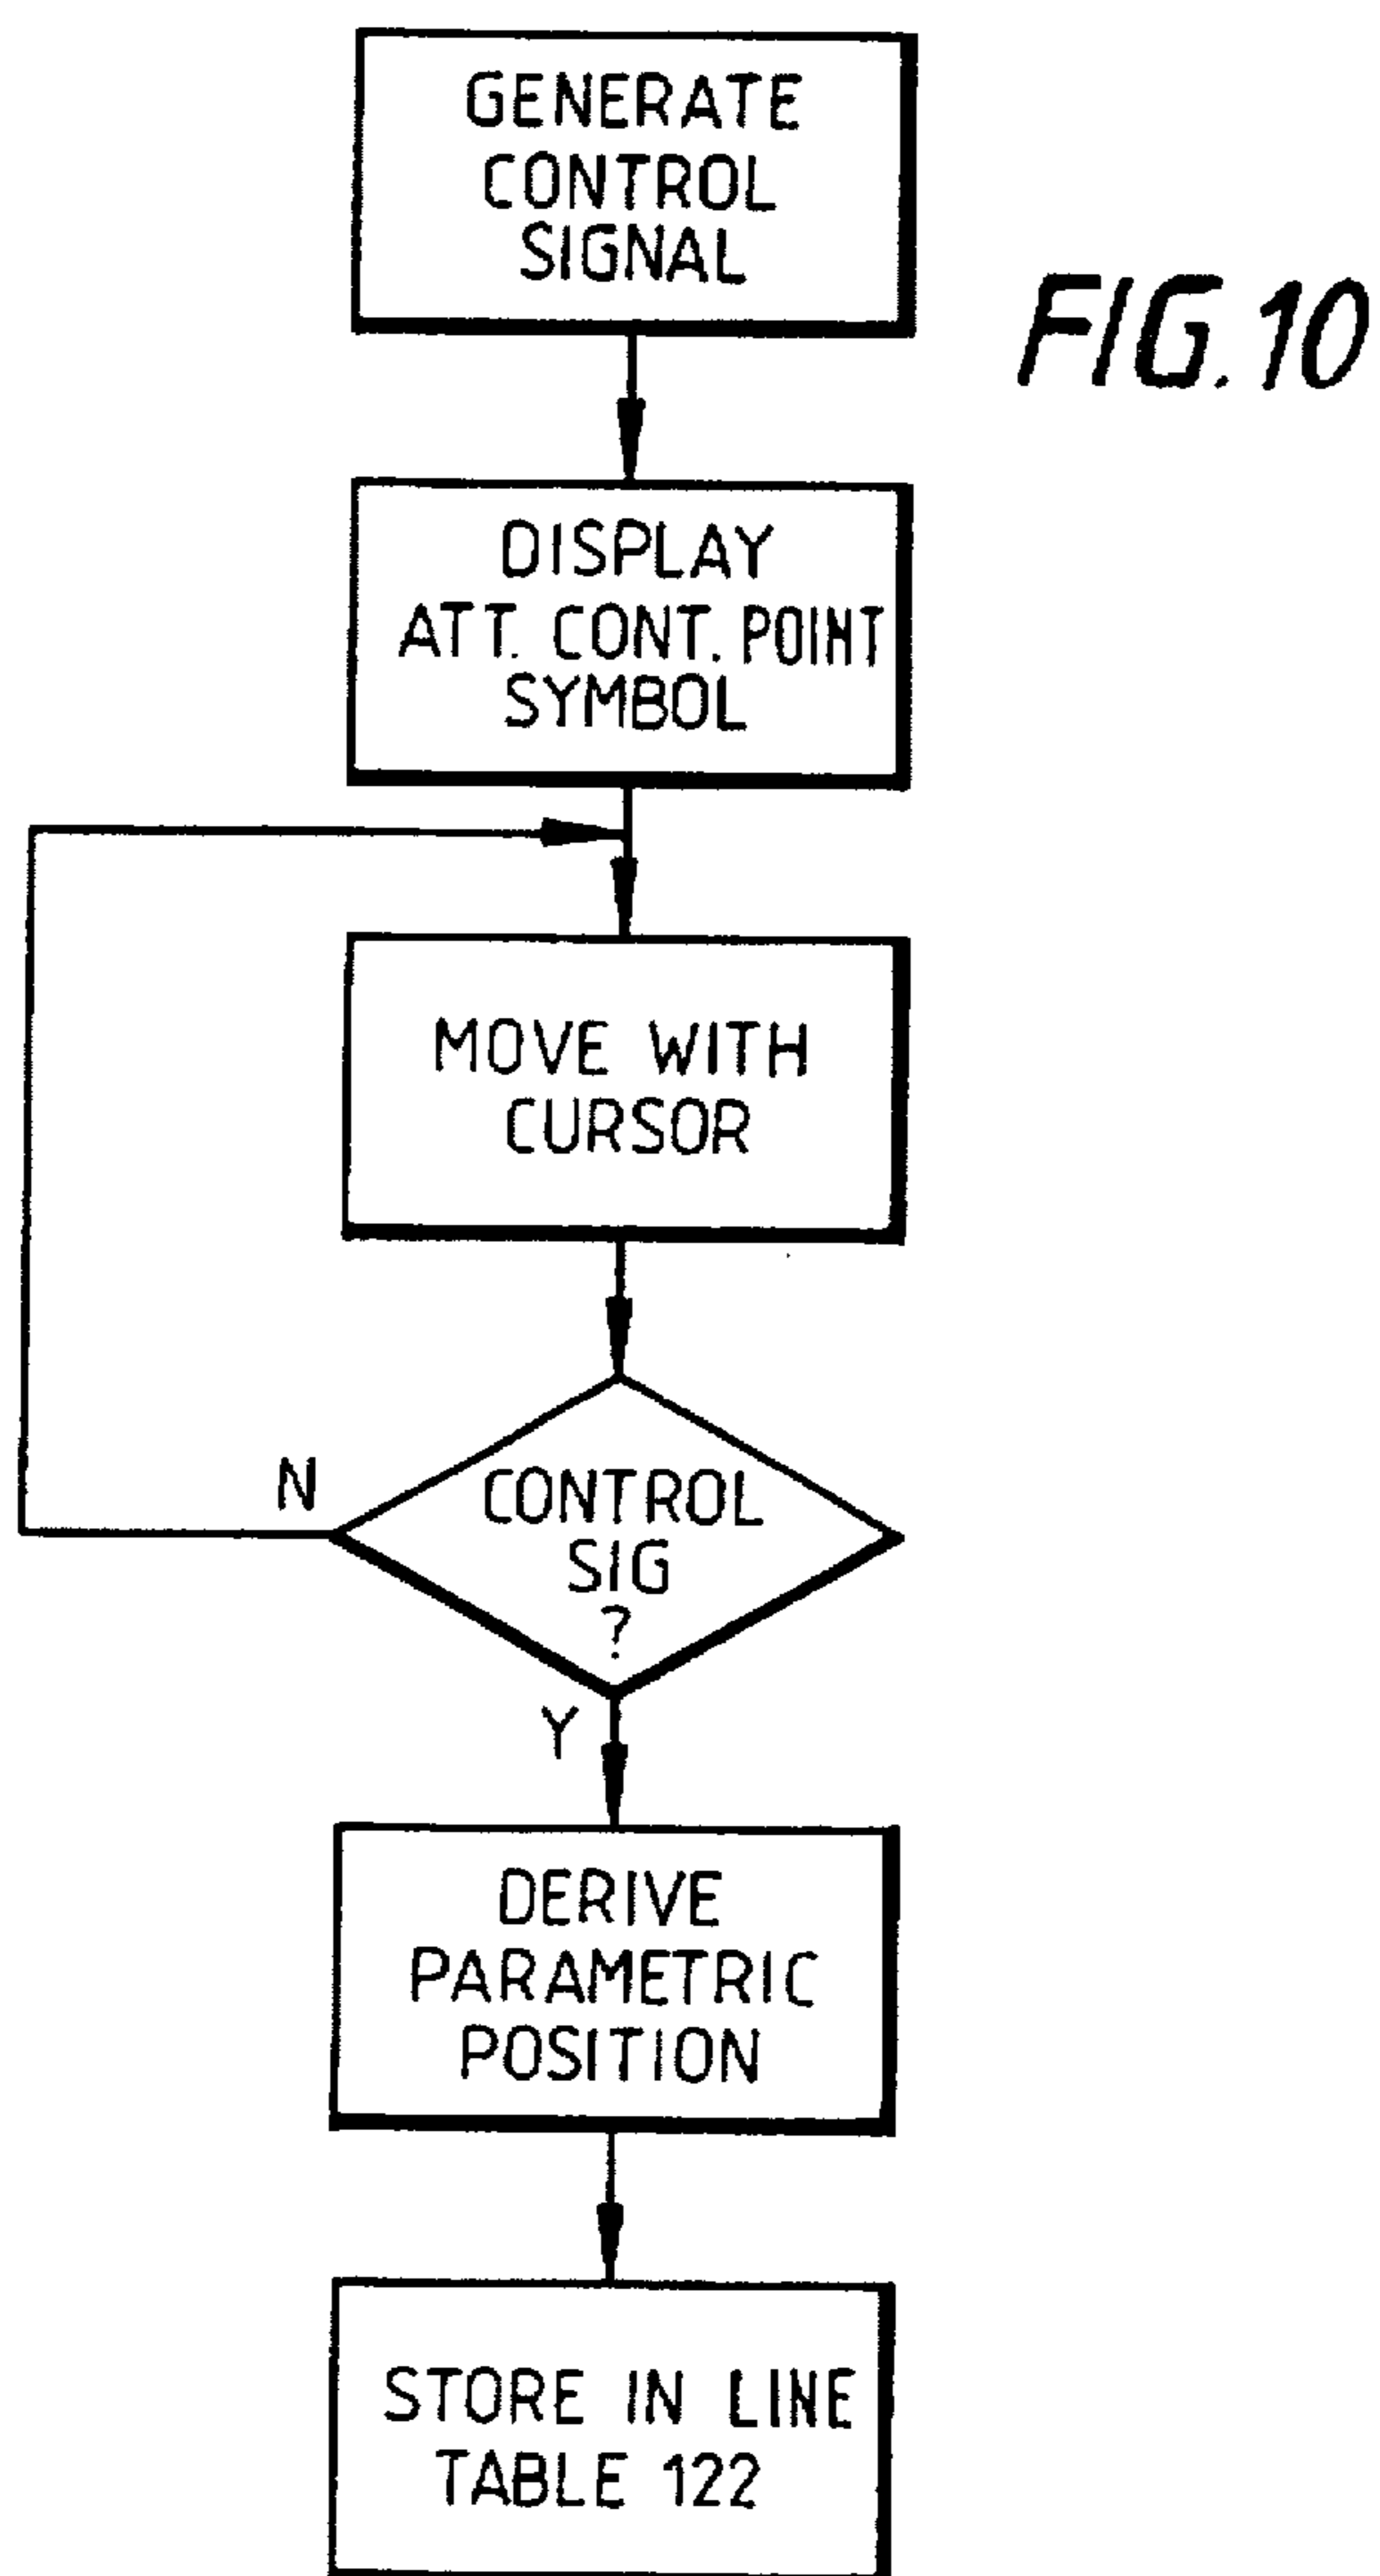 GENERATE
CONTROL
SIGNAL
FIG. 10
DISPLAY
ATT. CONT. POINT
SYMBOL
MOVE WITH
CURSOR
N
CONTROL
SIG
?
Y
DERIVE
PARAMETRIC
POSITION
STORE IN LINE
TABLE 122